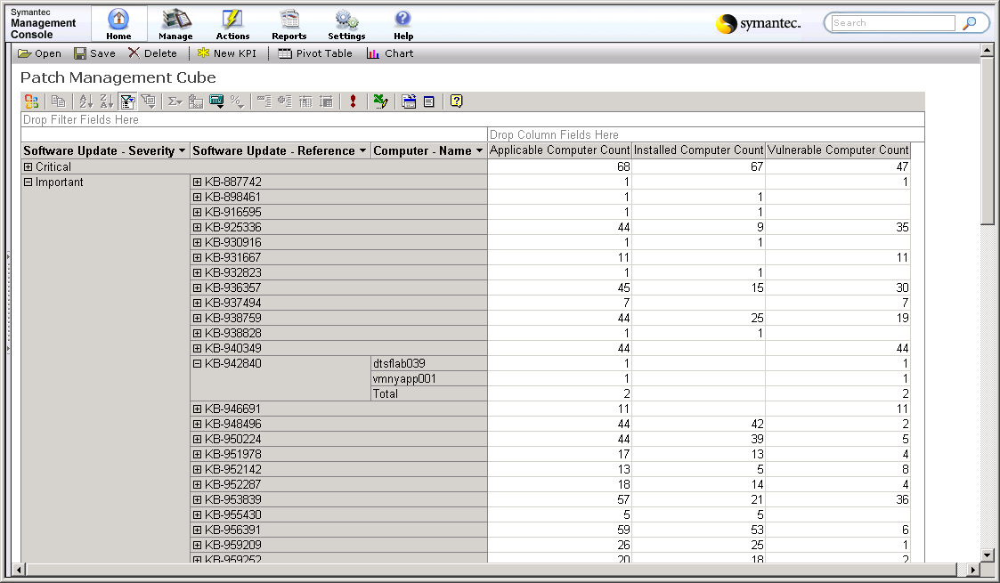 Symantec
Management
Console
Home Manage Actions Reports Settings Help
symantec.
Search
Open Save Delete New KPI Pivot Table Chart
Patch Management Cube
Drop Filter Fields Here
Drop Column Fields Here
Software Update - Severity Software Update - Reference Computer - Name Applicable Computer Count Installed Computer Count Vulnerable Computer Count
Critical 68 67 47
Important KB-887742 1 1
KB-898461 1 1
KB-916595 1 1
KB-925336 44 9 35
KB-930916 1 1
KB-931667 11 11
KB-932823 1 1
KB-936357 45 15 30
KB-937494 7 7
KB-938759 44 25 19
KB-938828 1 1
KB-940349 44 44
KB-942840 dtsflab039 1 1
vmnyapp001 1 1
Total 2 2
KB-946691 11 11
KB-948496 44 42 2
KB-950224 44 39 5
KB-951978 17 13 4
KB-952142 13 5 8
KB-952287 18 14 4
KB-953839 57 21 36
KB-955430 5 5
KB-956391 59 53 6
KB-959209 26 25 1
KB-959252 20 18 2